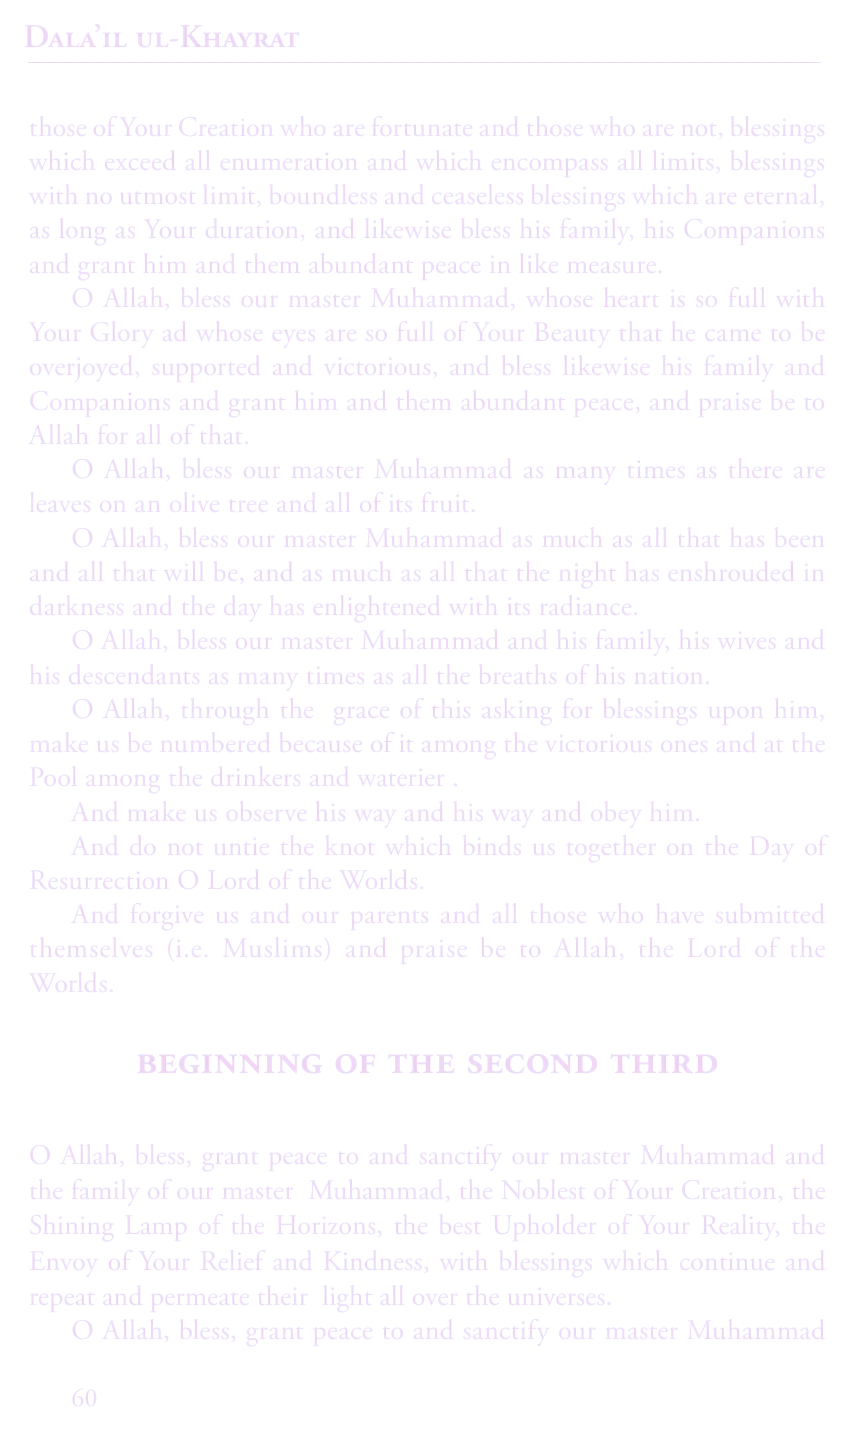 Dala’il ul-Khayrat
those of Your Creation who are fortunate and those who are not, blessings
which exceed all enumeration and which encompass all limits, blessings
with no utmost limit, boundless and ceaseless blessings which are eternal,
as long as Your duration, and likewise bless his family, his Companions
and grant him and them abundant peace in like measure.
O Allah, bless our master Muhammad, whose heart is so full with
Your Glory ad whose eyes are so full of Your Beauty that he came to be
overjoyed, supported and victorious, and bless likewise his family and
Companions and grant him and them abundant peace, and praise be to
Allah for all of that.
O Allah, bless our master Muhammad as many times as there are
leaves on an olive tree and all of its fruit.
O Allah, bless our master Muhammad as much as all that has been
and all that will be, and as much as all that the night has enshrouded in
darkness and the day has enlightened with its radiance.
O Allah, bless our master Muhammad and his family, his wives and
his descendants as many times as all the breaths of his nation.
O Allah, through the grace of this asking for blessings upon him,
make us be numbered because of it among the victorious ones and at the
Pool among the drinkers and waterier .
And make us observe his way and his way and obey him.
And do not untie the knot which binds us together on the Day of
Resurrection O Lord of the Worlds.
And forgive us and our parents and all those who have submitted
themselves (i.e. Muslims) and praise be to Allah, the Lord of the
Worlds.
BEGINNING OF THE SECOND THIRD
O Allah, bless, grant peace to and sanctify our master Muhammad and
the family of our master Muhammad, the Noblest of Your Creation, the
Shining Lamp of the Horizons, the best Upholder of Your Reality, the
Envoy of Your Relief and Kindness, with blessings which continue and
repeat and permeate their light all over the universes.
O Allah, bless, grant peace to and sanctify our master Muhammad
60